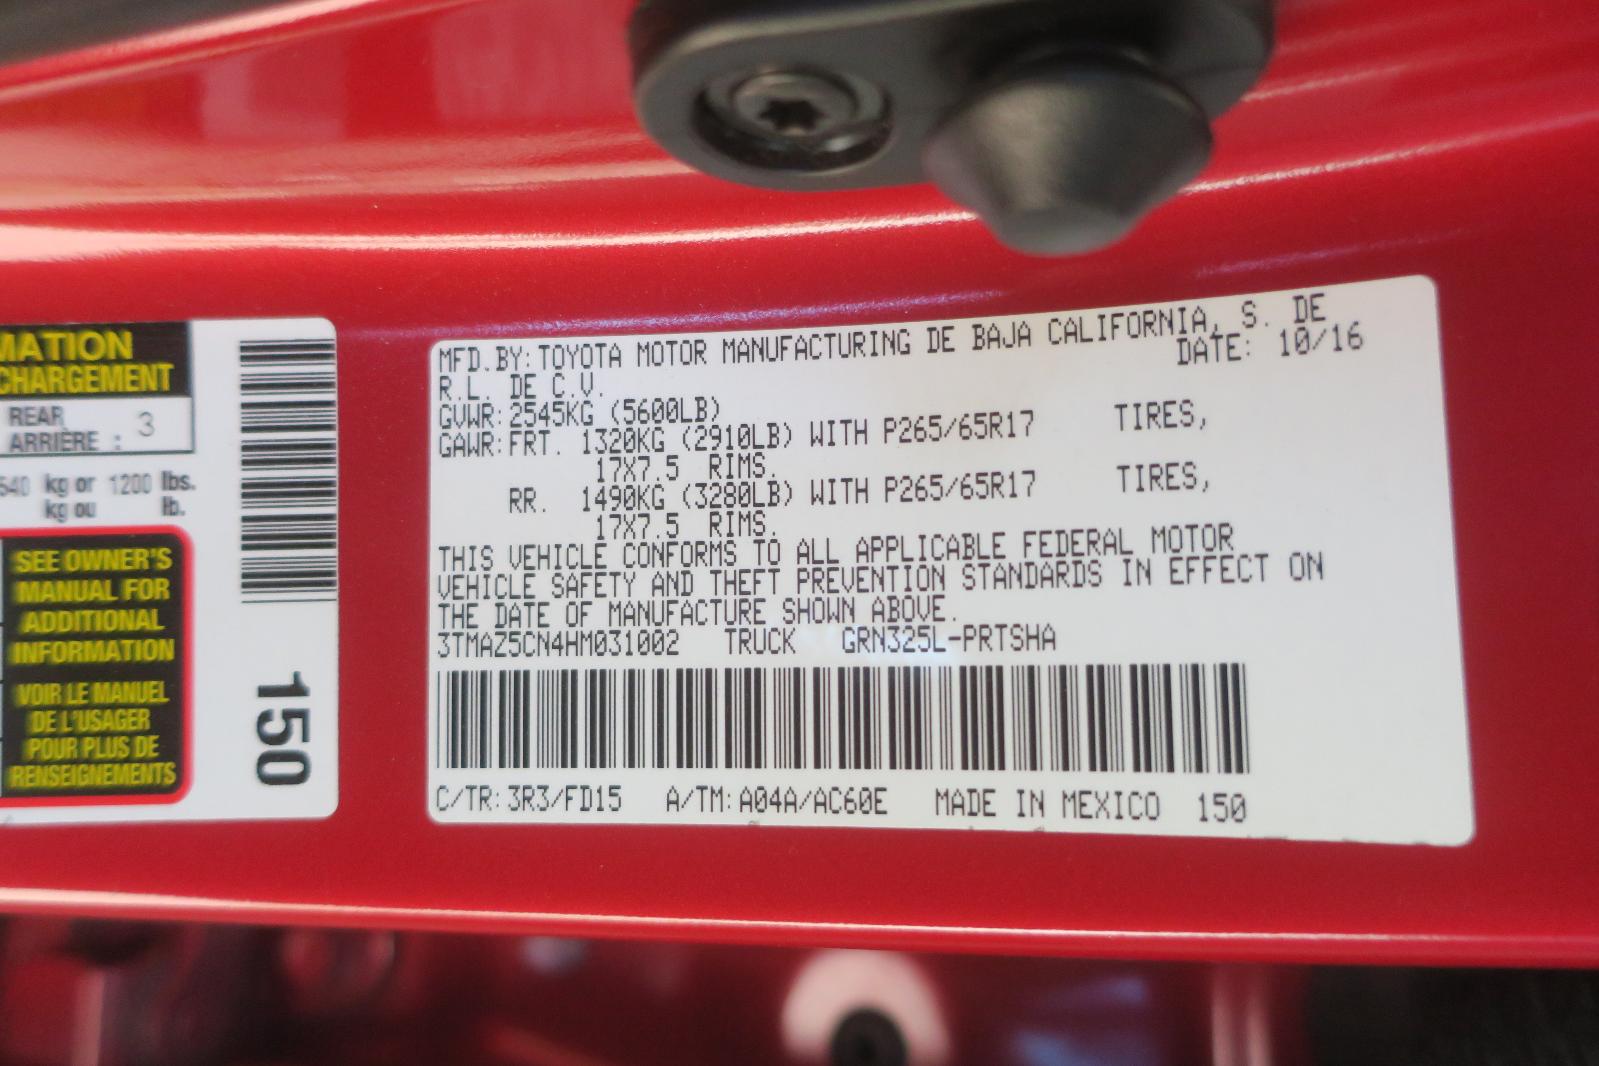 MATION
CHARGEMENT
REAR
ARRIÈRE : 3
540 kg or 1200 lbs.
kg ou lb.
SEE OWNER'S
MANUAL FOR
ADDITIONAL
INFORMATION
VOIR LE MANUEL
DE L'USAGER
POUR PLUS DE
RENSEIGNEMENTS
150
MFD.BY:TOYOTA MOTOR MANUFACTURING DE BAJA CALIFORNIA, S. DE
R.L. DE C.V. DATE: 10/16
GVWR:2545KG (5600LB)
GAWR:FRT. 1320KG (2910LB) WITH P265/65R17 TIRES,
17X7.5 RIMS.
RR. 1490KG (3280LB) WITH P265/65R17 TIRES,
17X7.5 RIMS.
THIS VEHICLE CONFORMS TO ALL APPLICABLE FEDERAL MOTOR
VEHICLE SAFETY AND THEFT PREVENTION STANDARDS IN EFFECT ON
THE DATE OF MANUFACTURE SHOWN ABOVE.
3TMAZ5CN4HM031002 TRUCK GRN325L-PRTSHA
C/TR:3R3/FD15 A/TM:A04A/AC60E MADE IN MEXICO 150